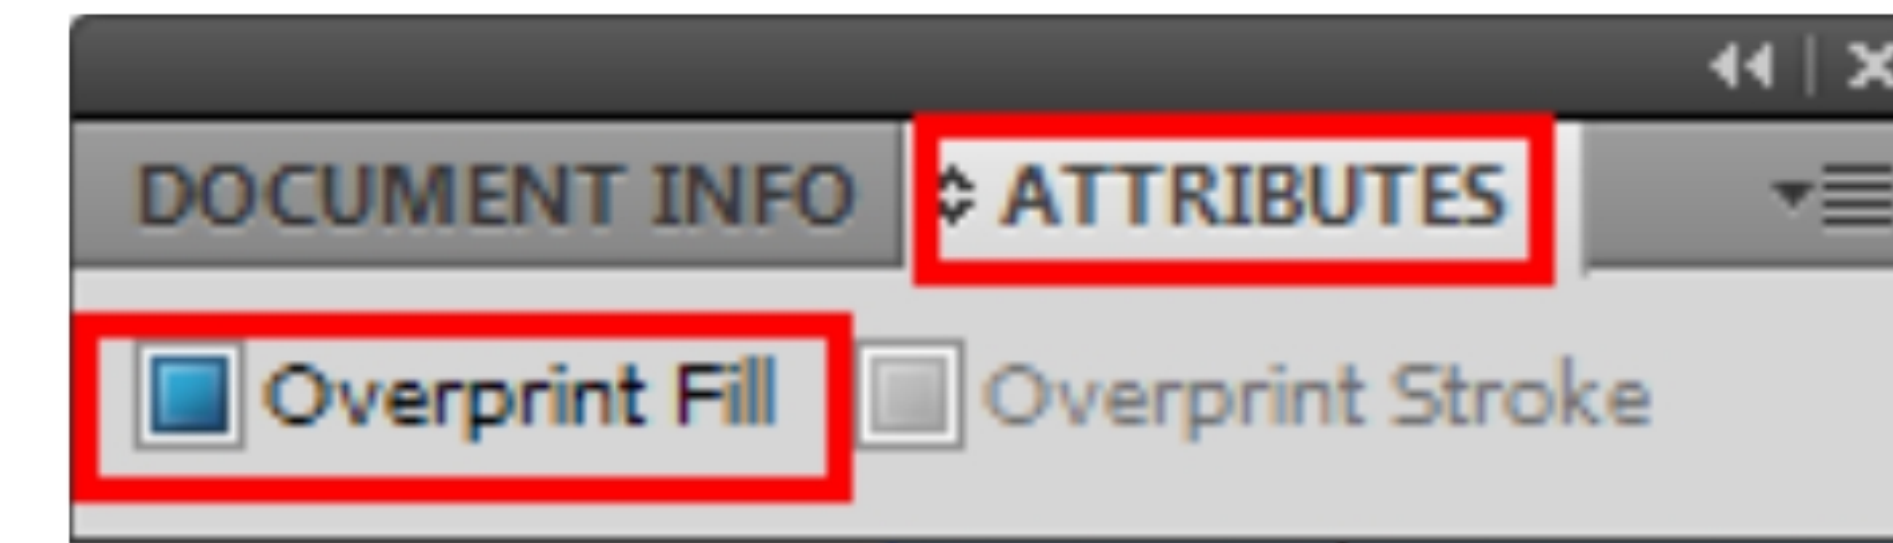 DOCUMENT INFO ATTRIBUTES
Overprint Fill Overprint Stroke